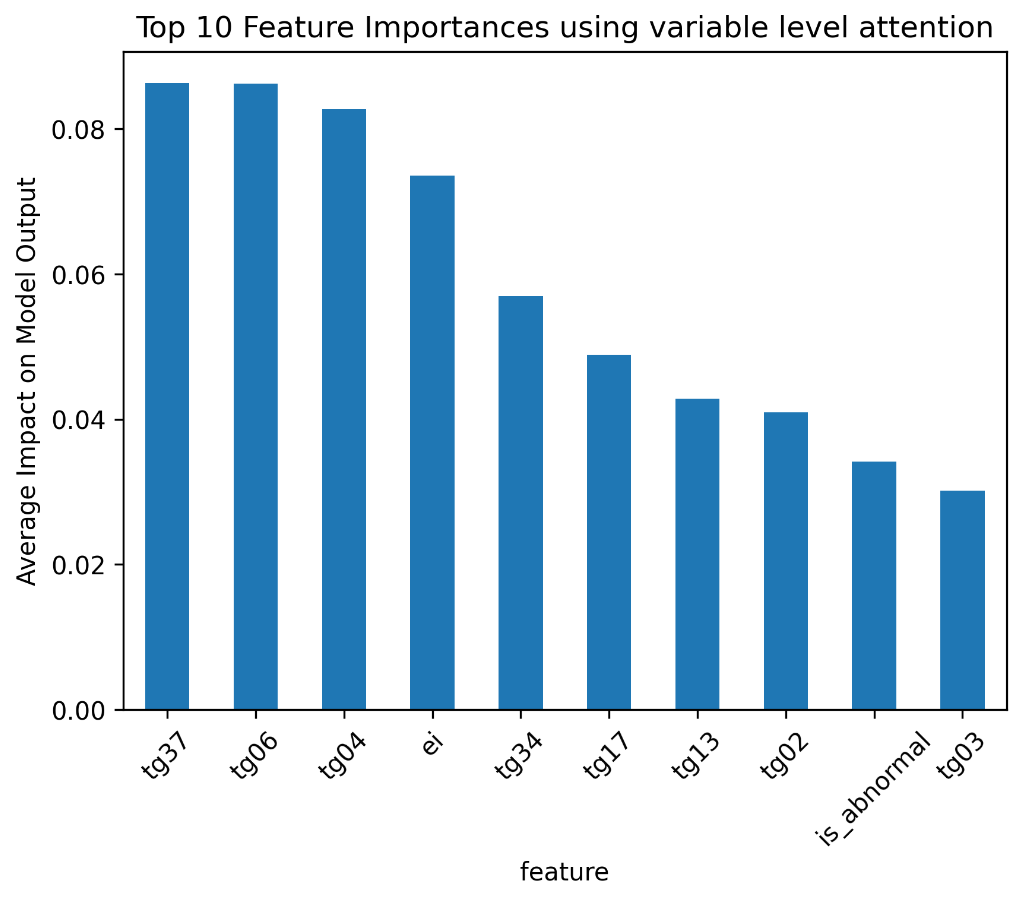 Top 10 Feature Importances using variable level attention
Average Impact on Model Output
0.08
0.06
0.04
0.02
0.00
tg37
tg06
tg04
ei
tg34
tg17
tg13
tg02
is_abnormal
tg03
feature